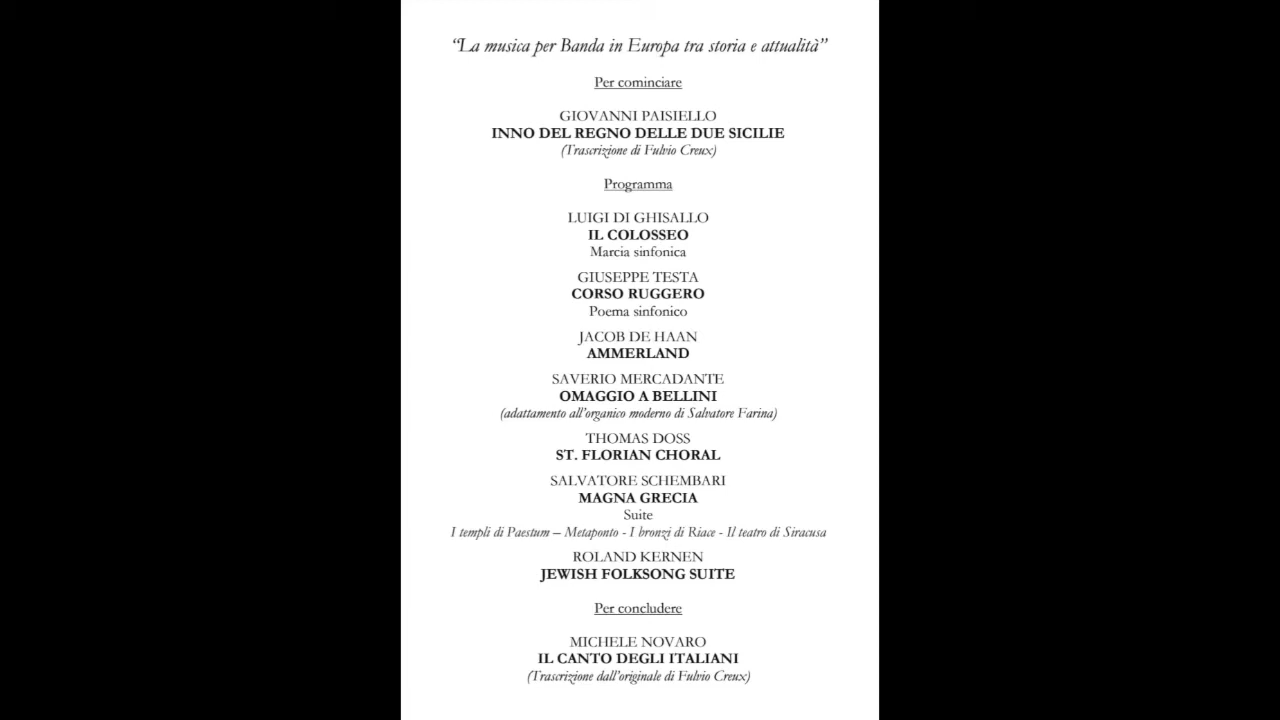 “La musica per Banda in Europa tra storia e attualità”
Per cominciare
GIOVANNI PAISIELLO
INNO DEL REGNO DELLE DUE SICILIE
(Trascrizione di Fulvio Creux)
Programma
LUIGI DI GHISALLO
IL COLOSSEO
Marcia sinfonica
GIUSEPPE TESTA
CORSO RUGGERO
Poema sinfonico
JACOB DE HAAN
AMMERLAND
SAVERIO MERCADANTE
OMAGGIO A BELLINI
(adattamento all’organico moderno di Salvatore Farina)
THOMAS DOSS
ST. FLORIAN CHORAL
SALVATORE SCHEMBARI
MAGNA GRECIA
Suite
I templi di Paestum – Metaponto - I bronzi di Riace - Il teatro di Siracusa
ROLAND KERNEN
JEWISH FOLKSONG SUITE
Per concludere
MICHELE NOVARO
IL CANTO DEGLI ITALIANI
(Trascrizione dall’originale di Fulvio Creux)